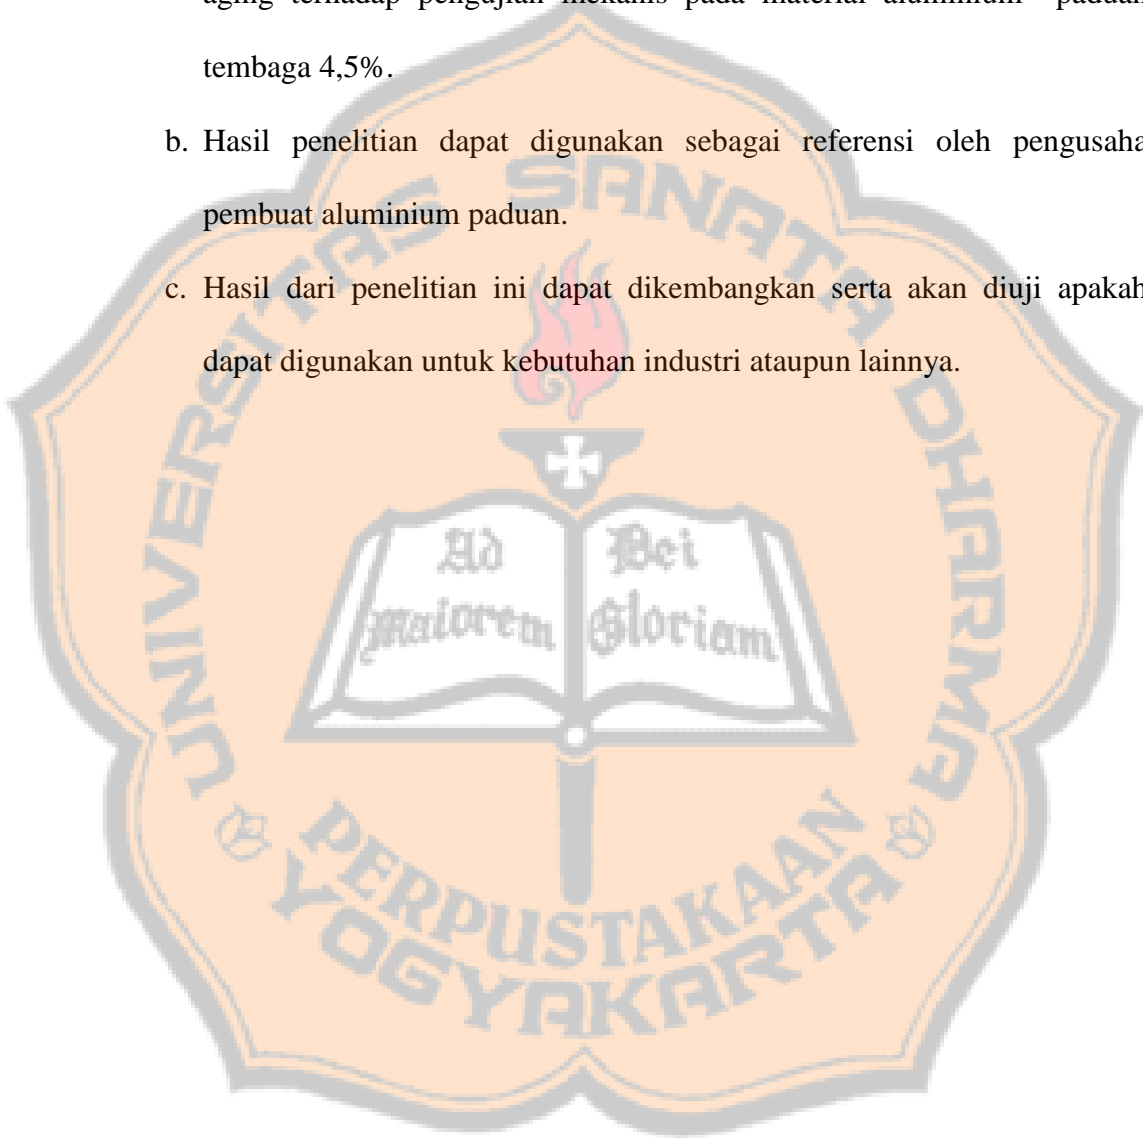 aging terhadap pengujian mekanis pada material aluminium paduan
tembaga 4,5%.
b. Hasil penelitian dapat digunakan sebagai referensi oleh pengusaha
pembuat aluminium paduan.
c. Hasil dari penelitian ini dapat dikembangkan serta akan diuji apakah
dapat digunakan untuk kebutuhan industri ataupun lainnya.
UNIVERSITAS SANATA DHARMA
Ad Dei
maiorem Gloriam
PERPUSTAKAAN
YOGYAKARTA